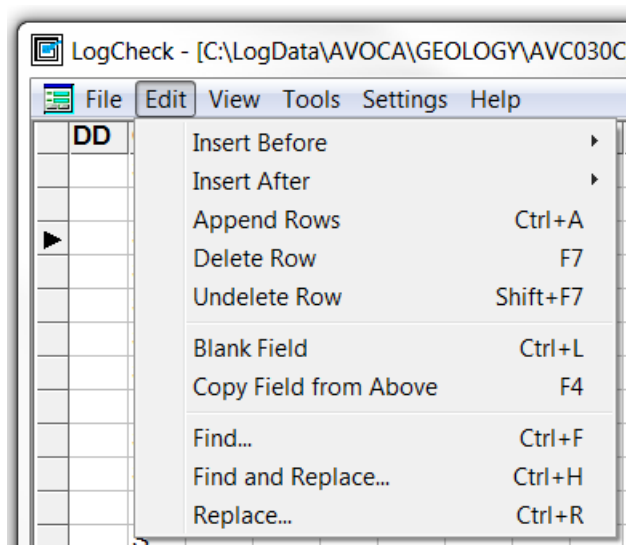 LogCheck - [C:\LogData\AVOCA\GEOLOGY\AVC030C
File Edit View Tools Settings Help
DD
Insert Before
Insert After
Append Rows Ctrl+A
Delete Row F7
Undelete Row Shift+F7
Blank Field Ctrl+L
Copy Field from Above F4
Find... Ctrl+F
Find and Replace... Ctrl+H
Replace... Ctrl+R